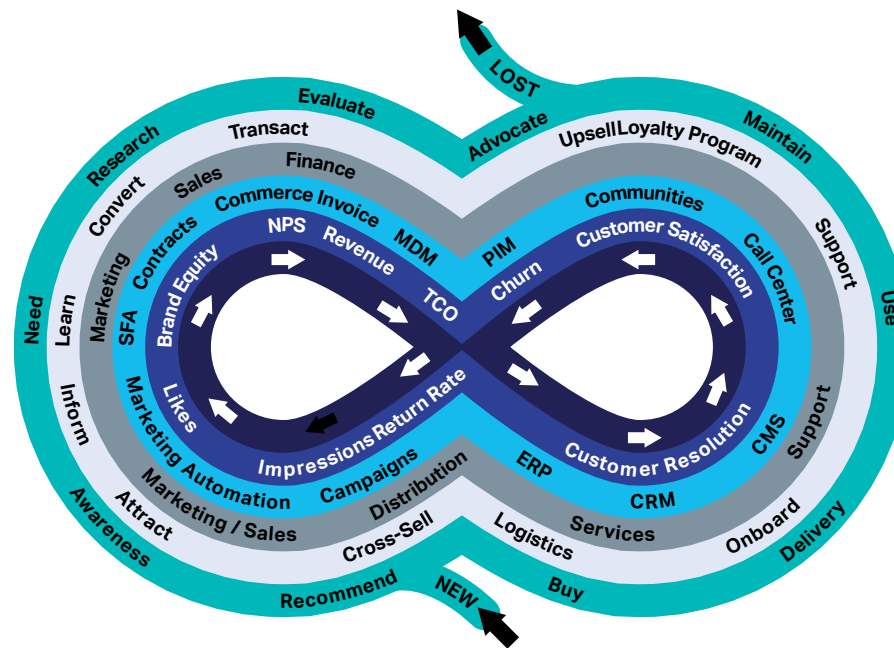 LOST
Evaluate
Advocate
Maintain
Research
Use
Need
Delivery
Awareness
Buy
Recommend
NEW
Transact
Upsell
Loyalty Program
Convert
Support
Learn
Inform
Onboard
Attract
Logistics
Cross-Sell
Finance
Sales
Marketing
Support
Marketing / Sales
Services
Distribution
Commerce
Invoice
MDM
PIM
Communities
Contracts
Call Center
SFA
CMS
Marketing Automation
CRM
Campaigns
ERP
NPS
Revenue
TCO
Churn
Customer Satisfaction
Brand Equity
Likes
Impressions
Return Rate
Customer Resolution